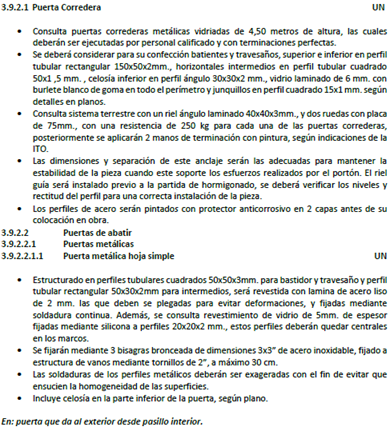 3.9.2.1 Puerta Corredera UN
• Consulta puertas correderas metálicas vidriadas de 4,50 metros de altura, las cuales
deberán ser ejecutadas por personal calificado y con terminaciones perfectas.
• Se deberá considerar para su confección batientes y travesaños, superior e inferior en perfil
tubular rectangular 150x50x2mm., horizontales intermedios en perfil tubular cuadrado
50x1 ,5 mm. , celosía inferior en perfil ángulo 30x30x2 mm., vidrio laminado de 6 mm. con
burlete blanco de goma en todo el perímetro y junquillos en perfil cuadrado 15x1 mm. según
detalles en planos.
• Consulta sistema terrestre con un riel ángulo laminado 40x40x3mm., y dos ruedas con placa
de 75mm., con una resistencia de 250 kg para cada una de las puertas correderas,
posteriormente se aplicarán 2 manos de terminación con pintura, según indicaciones de la
ITO.
• Las dimensiones y separación de este anclaje serán las adecuadas para mantener la
estabilidad de la pieza cuando este soporte los esfuerzos realizados por el portón. El riel
guía será instalado previo a la partida de hormigonado, se deberá verificar los niveles y
rectitud del perfil para una correcta instalación de la pieza.
• Los perfiles de acero serán pintados con protector anticorrosivo en 2 capas antes de su
colocación en obra.
3.9.2.2 Puertas de abatir
3.9.2.2.1 Puertas metálicas
3.9.2.2.1.1 Puerta metálica hoja simple UN
• Estructurado en perfiles tubulares cuadrados 50x50x3mm. para bastidor y travesaño y perfil
tubular rectangular 50x30x2mm para intermedios, será revestida con lamina de acero liso
de 2 mm. las que deben se plegadas para evitar deformaciones, y fijadas mediante
soldadura continua. Además, se consulta revestimiento de vidrio de 5mm. de espesor
fijadas mediante silicona a perfiles 20x20x2 mm., estos perfiles deberán quedar centrales
en los marcos.
• Se fijarán mediante 3 bisagras bronceada de dimensiones 3x3” de acero inoxidable, fijado a
estructura de vanos mediante tornillos de 2”, a máximo 30 cm.
• Las soldaduras de los perfiles metálicos deberán ser exageradas con el fin de evitar que
ensucien la homogeneidad de las superficies.
• Incluye celosía en la parte inferior de la puerta, según plano.
En: puerta que da al exterior desde pasillo interior.